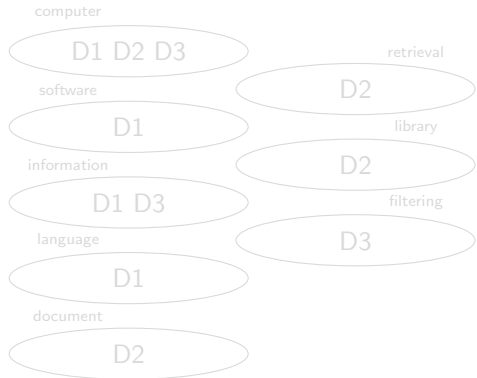 computer
D1 D2 D3
software
D1
information
D1 D3
language
D1
document
D2
retrieval
D2
library
D2
filtering
D3